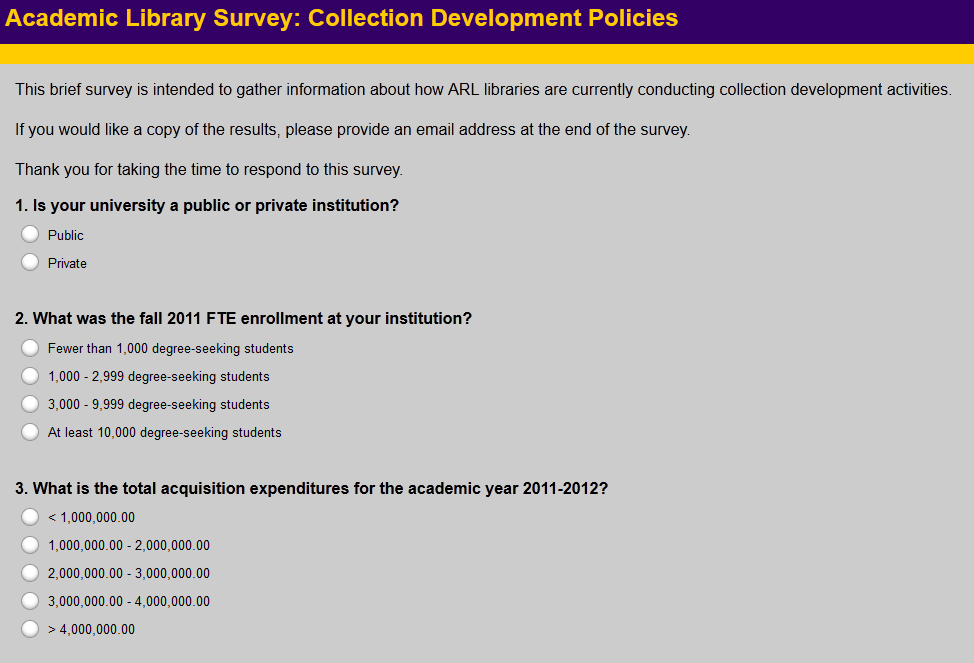 Academic Library Survey: Collection Development Policies
This brief survey is intended to gather information about how ARL libraries are currently conducting collection development activities.
If you would like a copy of the results, please provide an email address at the end of the survey.
Thank you for taking the time to respond to this survey.
1. Is your university a public or private institution?
Public
Private
2. What was the fall 2011 FTE enrollment at your institution?
Fewer than 1,000 degree-seeking students
1,000 - 2,999 degree-seeking students
3,000 - 9,999 degree-seeking students
At least 10,000 degree-seeking students
3. What is the total acquisition expenditures for the academic year 2011-2012?
< 1,000,000.00
1,000,000.00 - 2,000,000.00
2,000,000.00 - 3,000,000.00
3,000,000.00 - 4,000,000.00
> 4,000,000.00